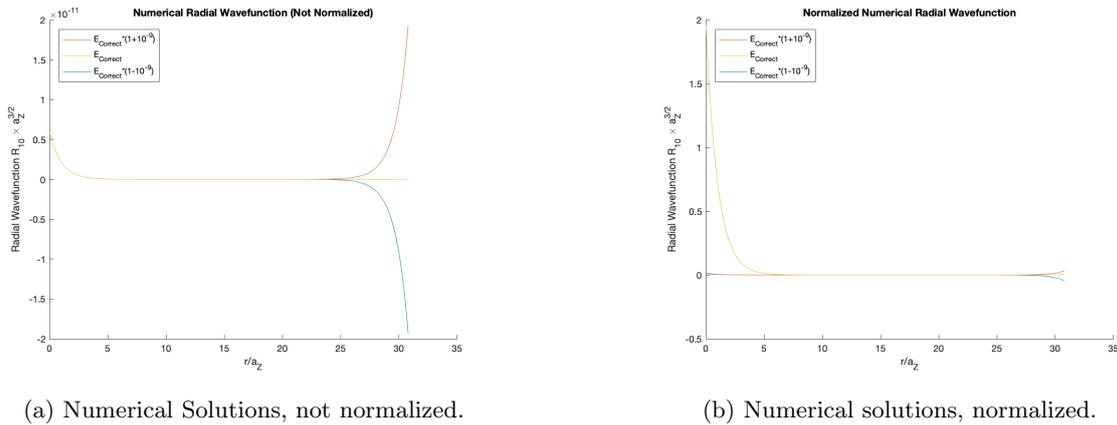 Numerical Radial Wavefunction (Not Normalized)
×10⁻¹¹
E_Correct*(1+10⁻⁹)
E_Correct
E_Correct*(1-10⁻⁹)
2
1.5
1
0.5
0
-0.5
-1
-1.5
-2
Radial Wavefunction R₁₀ × a_Z^3/2
0 5 10 15 20 25 30 35
r/a_Z
(a) Numerical Solutions, not normalized.
Normalized Numerical Radial Wavefunction
E_Correct*(1+10⁻⁹)
E_Correct
E_Correct*(1-10⁻⁹)
2
1.5
1
0.5
0
-0.5
Radial Wavefunction R₁₀ × a_Z^3/2
0 5 10 15 20 25 30 35
r/a_Z
(b) Numerical solutions, normalized.